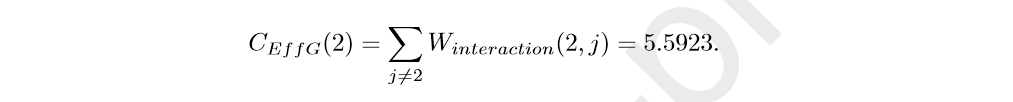 C_{EffG}(2) = \sum_{j \neq 2} W_{interaction}(2, j) = 5.5923.